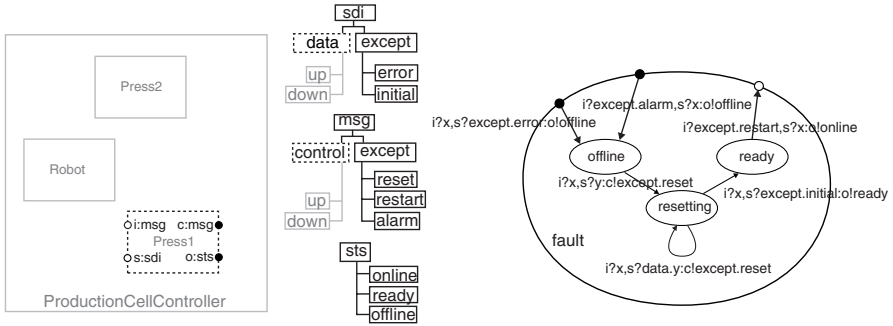 Press2
Robot
i:msg c:msg
Press1
s:sdi o:sts
ProductionCellController
sdi
data except
up error
down initial
msg
control except
reset
up restart
down alarm
sts
online
ready
offline
i?except.alarm,s?x:o!offline
i?x,s?except.error:o!offline
i?except.restart,s?x:o!online
offline ready
i?x,s?y:c!except.reset
i?x,s?except.initial:o!ready
resetting
fault
i?x,s?data.y:c!except.reset